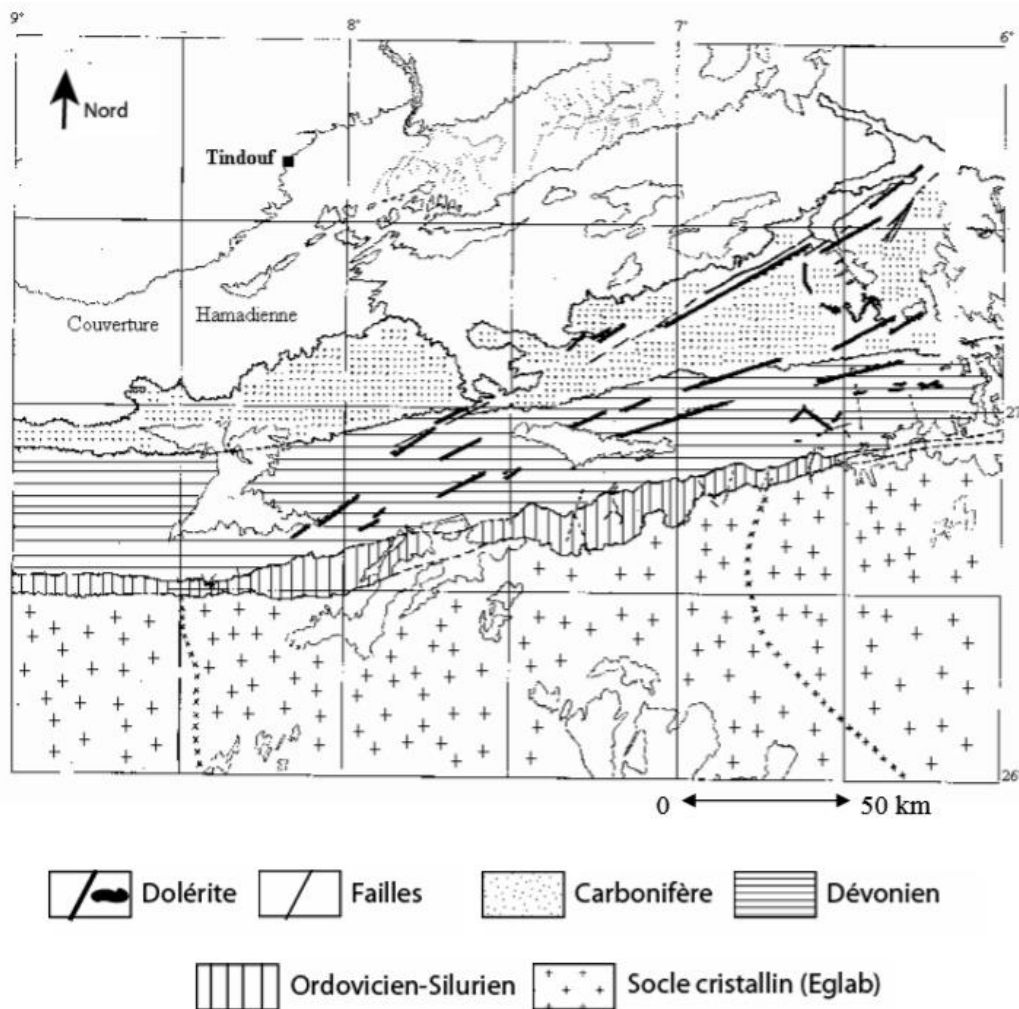 9°
8°
7°
6°
Nord
Tindouf
Couverture Hamadienne
27
26°
0 50 km
Dolérite Failles Carbonifère Dévonien
Ordovicien-Silurien Socle cristallin (Eglab)